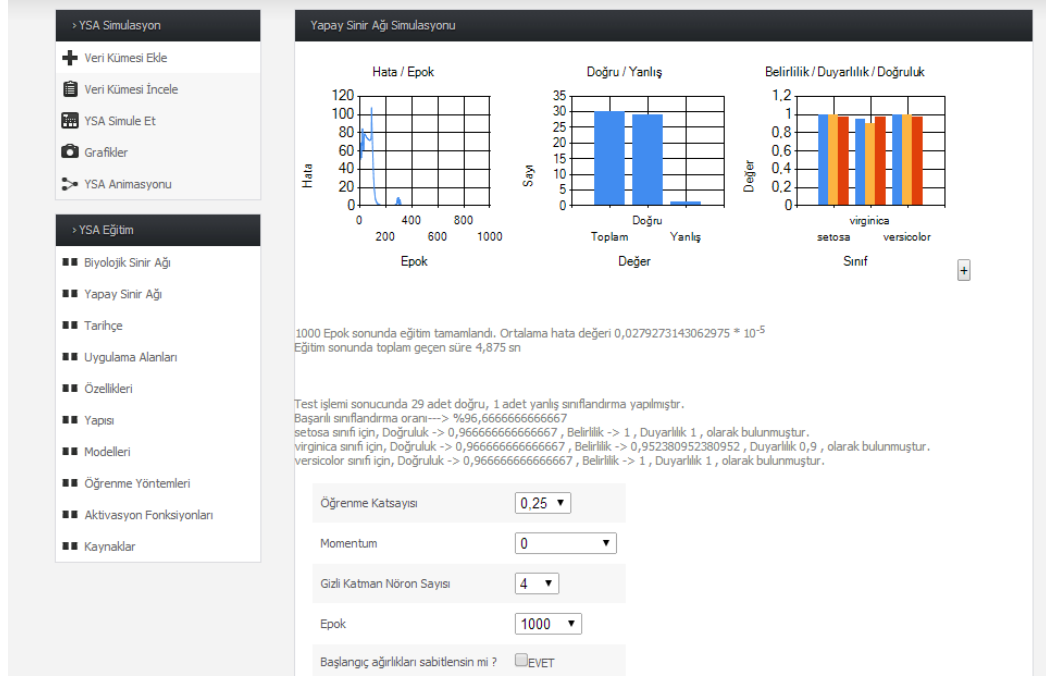 › YSA Simulasyon
Veri Kümesi Ekle
Veri Kümesi İncele
YSA Simule Et
Grafikler
YSA Animasyonu
› YSA Eğitim
Biyolojik Sinir Ağı
Yapay Sinir Ağı
Tarihçe
Uygulama Alanları
Özellikleri
Yapısı
Modelleri
Öğrenme Yöntemleri
Aktivasyon Fonksiyonları
Kaynaklar
Yapay Sinir Ağı Simulasyonu
Hata / Epok
120
100
80
60
40
20
0
Hata
0 400 800
200 600 1000
Epok
Doğru / Yanlış
35
30
25
20
15
10
5
0
Sayı
Doğru
Toplam Yanlış
Değer
Belirlilik / Duyarlılık / Doğruluk
1,2
1
0,8
0,6
0,4
0,2
0
Değer
virginica
setosa versicolor
Sınıf
+
1000 Epok sonunda eğitim tamamlandı. Ortalama hata değeri 0,0279273143062975 * 10-5
Eğitim sonunda toplam geçen süre 4,875 sn
Test işlemi sonucunda 29 adet doğru, 1 adet yanlış sınıflandırma yapılmıştır.
Başarılı sınıflandırma oranı---> %96,6666666666667
setosa sınıfı için, Doğruluk -> 0,966666666666667 , Belirlilik -> 1 , Duyarlılık 1 , olarak bulunmuştur.
virginica sınıfı için, Doğruluk -> 0,966666666666667 , Belirlilik -> 0,952380952380952 , Duyarlılık 0,9 , olarak bulunmuştur.
versicolor sınıfı için, Doğruluk -> 0,966666666666667 , Belirlilik -> 1 , Duyarlılık 1 , olarak bulunmuştur.
Öğrenme Katsayısı 0,25
Momentum 0
Gizli Katman Nöron Sayısı 4
Epok 1000
Başlangıç ağırlıkları sabitlensin mi ? EVET